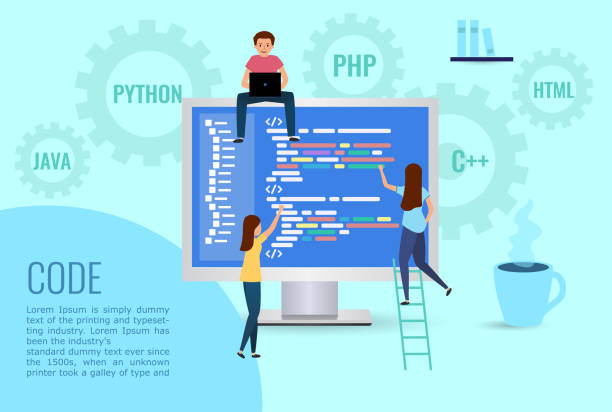 PYTHON
PHP
HTML
JAVA
C++
</>
</>
</>
</>
CODE
Lorem Ipsum is simply dummy
text of the printing and typeset-
ting industry. Lorem Ipsum has
been the industry's
standard dummy text ever since
the 1500s, when an unknown
printer took a galley of type and